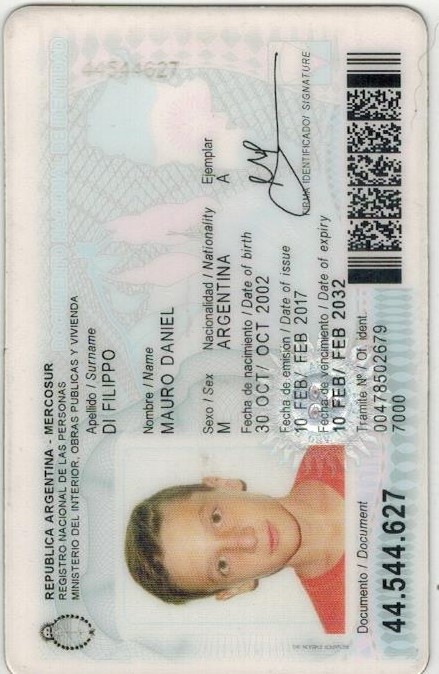 REPUBLICA ARGENTINA - MERCOSUR
REGISTRO NACIONAL DE LAS PERSONAS
MINISTERIO DEL INTERIOR, OBRAS PUBLICAS Y VIVIENDA
44544627
Apellido / Surname
DI FILIPPO
Nombre / Name
MAURO DANIEL
Sexo / Sex Nacionalidad / Nationality Ejemplar
M ARGENTINA A
Fecha de nacimiento / Date of birth
30 OCT/ OCT 2002
Fecha de emisión / Date of issue
10 FEB/ FEB 2017
Fecha de vencimiento / Date of expiry
10 FEB/ FEB 2032
FIRMA IDENTIFICADO/ SIGNATURE
Trámite Nº / Of. ident.
00478502679
7000
Documento / Document
44.544.627